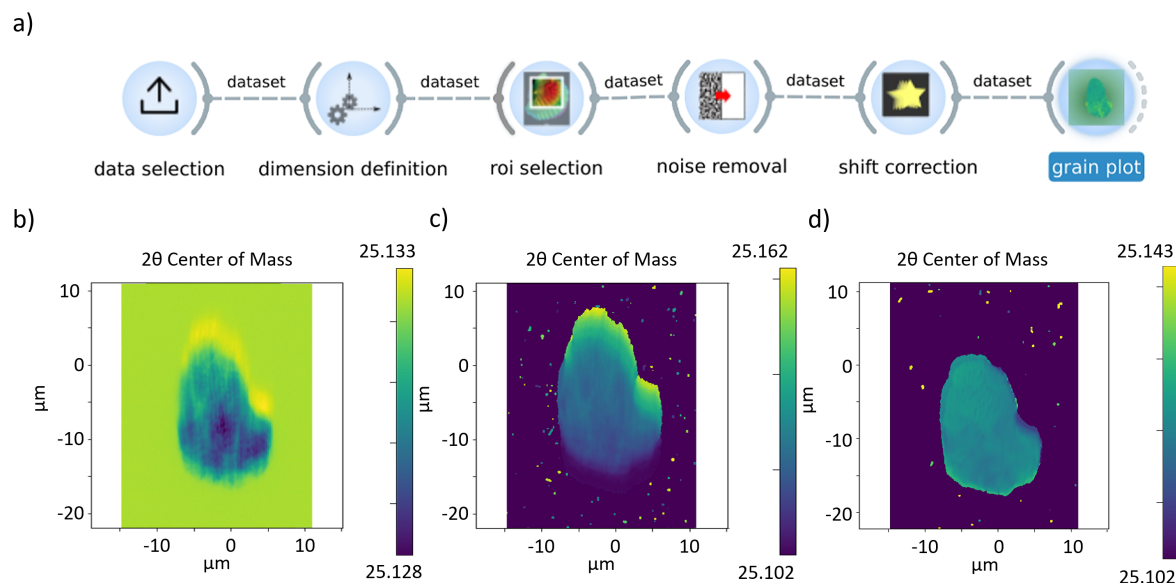 a)
dataset dataset dataset dataset dataset
data selection dimension definition roi selection noise removal shift correction grain plot
b) c) d)
2θ Center of Mass 25.133
10
0
-10
-20
μm
-10 0
μm
25.128
2θ Center of Mass 25.162
10
0
-10
-20
μm
-10 0
μm
25.102
2θ Center of Mass 25.143
10
0
-10
-20
μm
-10 0
μm
25.102